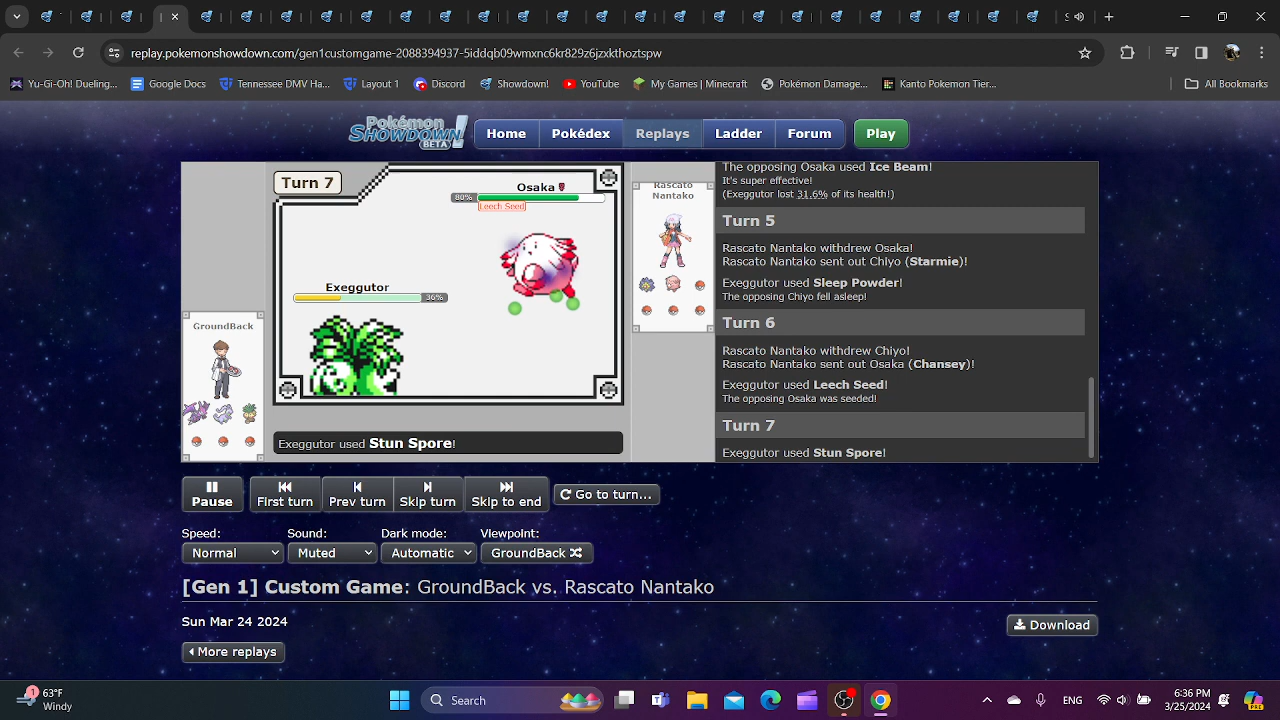 replay.pokemonshowdown.com/gen1customgame-2088394937-5iddqb09wmxnc6kr829z6jzxkthoztspw
Yu-Gi-Oh! Dueling...
Google Docs
Tennessee DMV Ha...
Layout 1
Discord
Showdown!
YouTube
My Games | Minecraft
Pokémon Damage...
Kanto Pokemon Tier...
All Bookmarks
Pokémon
SHOWDOWN!
BETA
Home
Pokédex
Replays
Ladder
Forum
Play
Turn 7
Osaka
80%
Leech Seed
Exeggutor
36%
GroundBack
Exeggutor used Stun Spore!
Rascato
Nantako
The opposing Osaka used Ice Beam!
It's super effective!
(Exeggutor lost 31.6% of its health!)
Turn 5
Rascato Nantako withdrew Osaka!
Rascato Nantako sent out Chiyo (Starmie)!
Exeggutor used Sleep Powder!
The opposing Chiyo fell asleep!
Turn 6
Rascato Nantako withdrew Chiyo!
Rascato Nantako sent out Osaka (Chansey)!
Exeggutor used Leech Seed!
The opposing Osaka was seeded!
Turn 7
Exeggutor used Stun Spore!
Pause
First turn
Prev turn
Skip turn
Skip to end
Go to turn...
Speed:
Sound:
Dark mode:
Viewpoint:
Normal
Muted
Automatic
GroundBack
[Gen 1] Custom Game: GroundBack vs. Rascato Nantako
Sun Mar 24 2024
Download
More replays
1
63°F
Windy
Search
ENG
6:36 PM
3/25/2024